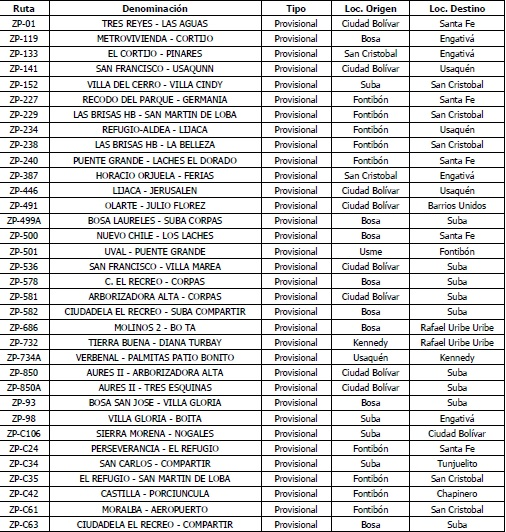 Ruta Denominación Tipo Loc. Origen Loc. Destino
ZP-01 TRES REYES - LAS AGUAS Provisional Ciudad Bolívar Santa Fe
ZP-119 METROVIVIENDA - CORTIJO Provisional Bosa Engativá
ZP-133 EL CORTIJO - PINARES Provisional San Cristobal Engativá
ZP-141 SAN FRANCISCO - USAQUNN Provisional Ciudad Bolívar Usaquén
ZP-152 VILLA DEL CERRO - VILLA CINDY Provisional Suba San Cristobal
ZP-227 RECODO DEL PARQUE - GERMANIA Provisional Fontibón Santa Fe
ZP-229 LAS BRISAS HB - SAN MARTIN DE LOBA Provisional Fontibón San Cristobal
ZP-234 REFUGIO-ALDEA - LIJACA Provisional Fontibón Usaquén
ZP-238 LAS BRISAS HB - LA BELLEZA Provisional Fontibón San Cristobal
ZP-240 PUENTE GRANDE - LACHES EL DORADO Provisional Fontibón Santa Fe
ZP-387 HORACIO ORJUELA - FERIAS Provisional San Cristobal Engativá
ZP-446 LIJACA - JERUSALEN Provisional Ciudad Bolívar Usaquén
ZP-491 OLARTE - JULIO FLOREZ Provisional Ciudad Bolívar Barrios Unidos
ZP-499A BOSA LAURELES - SUBA CORPAS Provisional Bosa Suba
ZP-500 NUEVO CHILE - LOS LACHES Provisional Bosa Santa Fe
ZP-501 UVAL - PUENTE GRANDE Provisional Usme Fontibón
ZP-536 SAN FRANCISCO - VILLA MAREA Provisional Ciudad Bolívar Suba
ZP-578 C. EL RECREO - CORPAS Provisional Bosa Suba
ZP-581 ARBORIZADORA ALTA - CORPAS Provisional Ciudad Bolívar Suba
ZP-582 CIUDADELA EL RECREO - SUBA COMPARTIR Provisional Bosa Suba
ZP-686 MOLINOS 2 - BO TA Provisional Bosa Rafael Uribe Uribe
ZP-732 TIERRA BUENA - DIANA TURBAY Provisional Kennedy Rafael Uribe Uribe
ZP-734A VERBENAL - PALMITAS PATIO BONITO Provisional Usaquén Kennedy
ZP-850 AURES II - ARBORIZADORA ALTA Provisional Ciudad Bolívar Suba
ZP-850A AURES II - TRES ESQUINAS Provisional Ciudad Bolívar Suba
ZP-93 BOSA SAN JOSE - VILLA GLORIA Provisional Bosa Suba
ZP-98 VILLA GLORIA - BOITA Provisional Suba Engativá
ZP-C106 SIERRA MORENA - NOGALES Provisional Suba Ciudad Bolívar
ZP-C24 PERSEVERANCIA - EL REFUGIO Provisional Fontibón Santa Fe
ZP-C34 SAN CARLOS - COMPARTIR Provisional Suba Tunjuelito
ZP-C35 EL REFUGIO - SAN MARTIN DE LOBA Provisional Fontibón San Cristobal
ZP-C42 CASTILLA - PORCIUNCULA Provisional Fontibón Chapinero
ZP-C61 MORALBA - AEROPUERTO Provisional Fontibón San Cristobal
ZP-C63 CIUDADELA EL RECREO - COMPARTIR Provisional Bosa Suba